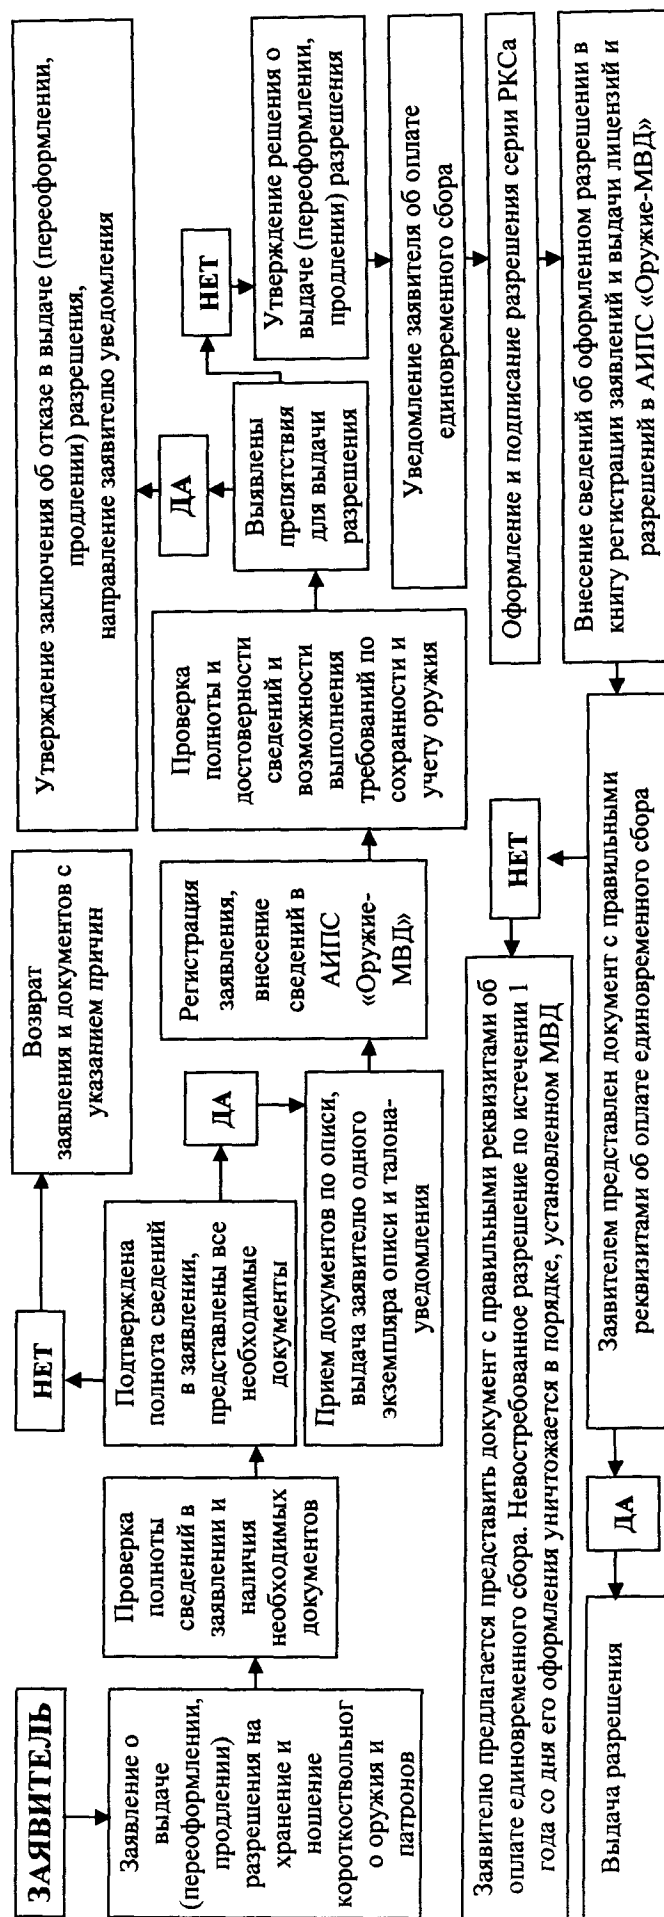 ЗАЯВИТЕЛЬ
Заявление о
выдаче
(переоформлении,
продлении)
разрешения на
хранение и
ношение
короткоствольног
о оружия и
патронов
Проверка
полноты
сведений в
заявлении и
наличия
необходимых
документов
Подтверждена
полнота сведений
в заявлении,
представлены все
необходимые
документы
НЕТ
Возврат
заявления и документов с
указанием причин
ДА
Прием документов по описи,
выдача заявителю одного
экземпляра описи и талона-
уведомления
Регистрация
заявления,
внесение
сведений в
АИПС
«Оружие-
МВД»
Проверка
полноты и
достоверности
сведений и
возможности
выполнения
требований по
сохранности и
учету оружия
Выявлены
препятствия
для выдачи
разрешения
ДА
Утверждение заключения об отказе в выдаче (переоформлении,
продлении) разрешения,
направление заявителю уведомления
НЕТ
Утверждение решения о
выдаче (переоформлении,
продлении) разрешения
Уведомление заявителя об оплате
единовременного сбора
Оформление и подписание разрешения серии РКСа
Внесение сведений об оформленном разрешении в
книгу регистрации заявлений и выдачи лицензий и
разрешений в АИПС «Оружие-МВД»
Заявителем представлен документ с правильными
реквизитами об оплате единовременного сбора
НЕТ
Заявителю предлагается представить документ с правильными реквизитами об
оплате единовременного сбора. Невостребованное разрешение по истечении 1
года со дня его оформления уничтожается в порядке, установленном МВД
ДА
Выдача разрешения